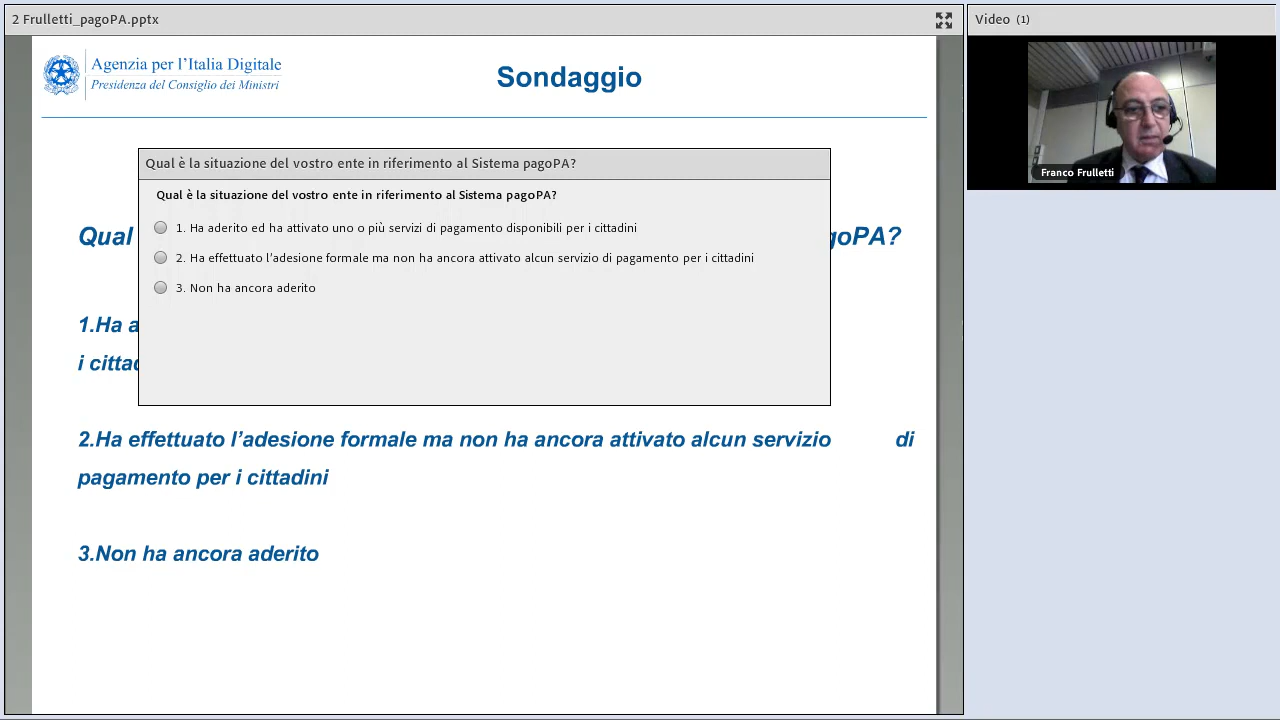 2 Frulletti_pagoPA.pptx
Video (1)
Agenzia per l'Italia Digitale
Presidenza del Consiglio dei Ministri
Sondaggio
Franco Frulletti
Qual è la situazione del vostro ente in riferimento al Sistema pagoPA?
Qual è la situazione del vostro ente in riferimento al Sistema pagoPA?
1. Ha aderito ed ha attivato uno o più servizi di pagamento disponibili per i cittadini
2. Ha effettuato l'adesione formale ma non ha ancora attivato alcun servizio di pagamento per i cittadini
3. Non ha ancora aderito
Qual goPA?
1.Ha a
i cittad
2.Ha effettuato l'adesione formale ma non ha ancora attivato alcun servizio di
pagamento per i cittadini
3.Non ha ancora aderito